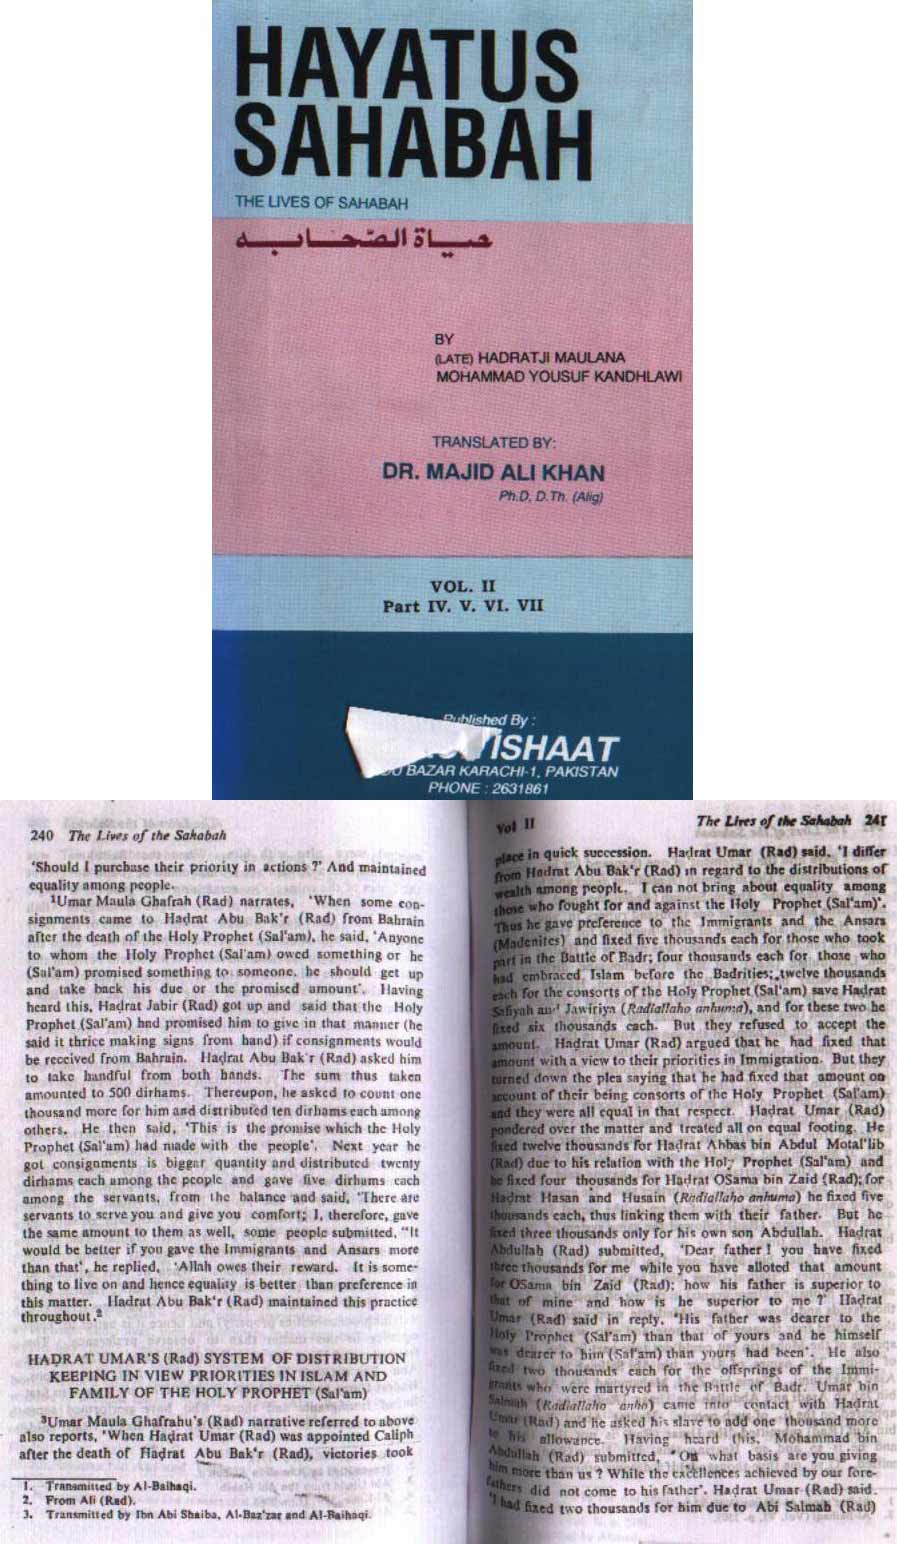 HAYATUS
SAHABAH
THE LIVES OF SAHABAH
حياة الصّحابه
BY
(LATE) HADRATJI MAULANA
MOHAMMAD YOUSUF KANDHLAWI
TRANSLATED BY:
DR. MAJID ALI KHAN
Ph.D, D.Th. (Alig)
VOL. II
Part IV. V. VI. VII
Published By :
ISHAAT
BAZAR KARACHI-1, PAKISTAN
PHONE : 2631861
240 The Lives of the Sahabah
'Should I purchase their priority in actions ?' And maintained
equality among people.
1Umar Maula Ghafrah (Rad) narrates, 'When some con-
signments came to Haḍrat Abu Bak'r (Rad) from Bahrain
after the death of the Holy Prophet (Sal'am), he said, 'Anyone
to whom the Holy Prophet (Sal'am) owed something or he
(Sal'am) promised something to someone, he should get up
and take back his due or the promised amount'. Having
heard this, Haḍrat Jabir (Rad) got up and said that the Holy
Prophet (Sal'am) had promised him to give in that manner (he
said it thrice making signs from hand) if consignments would
be received from Bahrain. Haḍrat Abu Bak'r (Rad) asked him
to take handful from both hands. The sum thus taken
amounted to 500 dirhams. Thereupon, he asked to count one
thousand more for him and distributed ten dirhams each among
others. He then said, 'This is the promise which the Holy
Prophet (Sal'am) had made with the people'. Next year he
got consignments is bigger quantity and distributed twenty
dirhams each among the people and gave five dirhams each
among the servants, from the balance and said, 'There are
servants to serve you and give you comfort; I, therefore, gave
the same amount to them as well, some people submitted, "It
would be better if you gave the Immigrants and Ansars more
than that', he replied, 'Allah owes their reward. It is some-
thing to live on and hence equality is better than preference in
this matter. Haḍrat Abu Bak'r (Rad) maintained this practice
throughout.2
HAḌRAT UMAR'S (Rad) SYSTEM OF DISTRIBUTION
KEEPING IN VIEW PRIORITIES IN ISLAM AND
FAMILY OF THE HOLY PROPHET (Sal'am)
3Umar Maula Ghafrahu's (Rad) narrative referred to above
also reports, 'When Haḍrat Umar (Rad) was appointed Caliph
after the death of Haḍrat Abu Bak'r (Rad), victories took
1. Transmitted by Al-Baihaqi.
2. From Ali (Rad).
3. Transmitted by Ibn Abi Shaiba, Al-Baz'zar and Al-Baihaqi.
Vol II The Lives of the Sahabah 241
place in quick succession. Haḍrat Umar (Rad) said, 'I differ
from Hadrat Abu Bak'r (Rad) in regard to the distributions of
wealth among people. I can not bring about equality among
those who fought for and against the Holy Prophet (Sal'am)'.
Thus he gave preference to the Immigrants and the Ansars
(Madenites) and fixed five thousands each for those who took
part in the Battle of Badr; four thousands each for those who
had embraced Islam before the Badrities; twelve thousands
each for the consorts of the Holy Prophet (Sal'am) save Haḍrat
Safiyah and Jawiriya (Radiallaho anhuma), and for these two he
fixed six thousands each. But they refused to accept the
amount. Haḍrat Umar (Rad) argued that he had fixed that
amount with a view to their priorities in Immigration. But they
turned down the plea saying that he had fixed that amount on
account of their being consorts of the Holy Prophet (Sal'am)
and they were all equal in that respect. Haḍrat Umar (Rad)
pondered over the matter and treated all on equal footing. He
fixed twelve thousands for Haḍrat Abbas bin Abdul Motal'lib
(Rad) due to his relation with the Holy Prophet (Sal'am) and
he fixed four thousands for Haḍrat OSama bin Zaid (Rad); for
Haḍrat Hasan and Husain (Radiallaho anhuma) he fixed five
thousands each, thus linking them with their father. But he
fixed three thousands only for his own son Abdullah. Haḍrat
Abdullah (Rad) submitted, 'Dear father ! you have fixed
three thousands for me while you have alloted that amount
for OSama bin Zaid (Rad); how his father is superior to
that of mine and how is he superior to me ?' Haḍrat
Umar (Rad) said in reply, 'His father was dearer to the
Holy Prophet (Sal'am) than that of yours and he himself
was dearer to him (Sal'am) than yours had been'. He also
fixed two thousands each for the offsprings of the Immi-
grants who were martyred in the Battle of Badr. Umar bin
Salmah (Radiallaho anho) came into contact with Haḍrat
Umar (Rad) and he asked his slave to add one thousand more
to his allowance. Having heard this, Mohammad bin
Abdullah (Rad) submitted, 'On what basis are you giving
him more than us ? While the excellences achieved by our fore-
fathers did not come to his father'. Haḍrat Umar (Rad) said.
'I had fixed two thousands for him due to Abi Salmah (Rad)